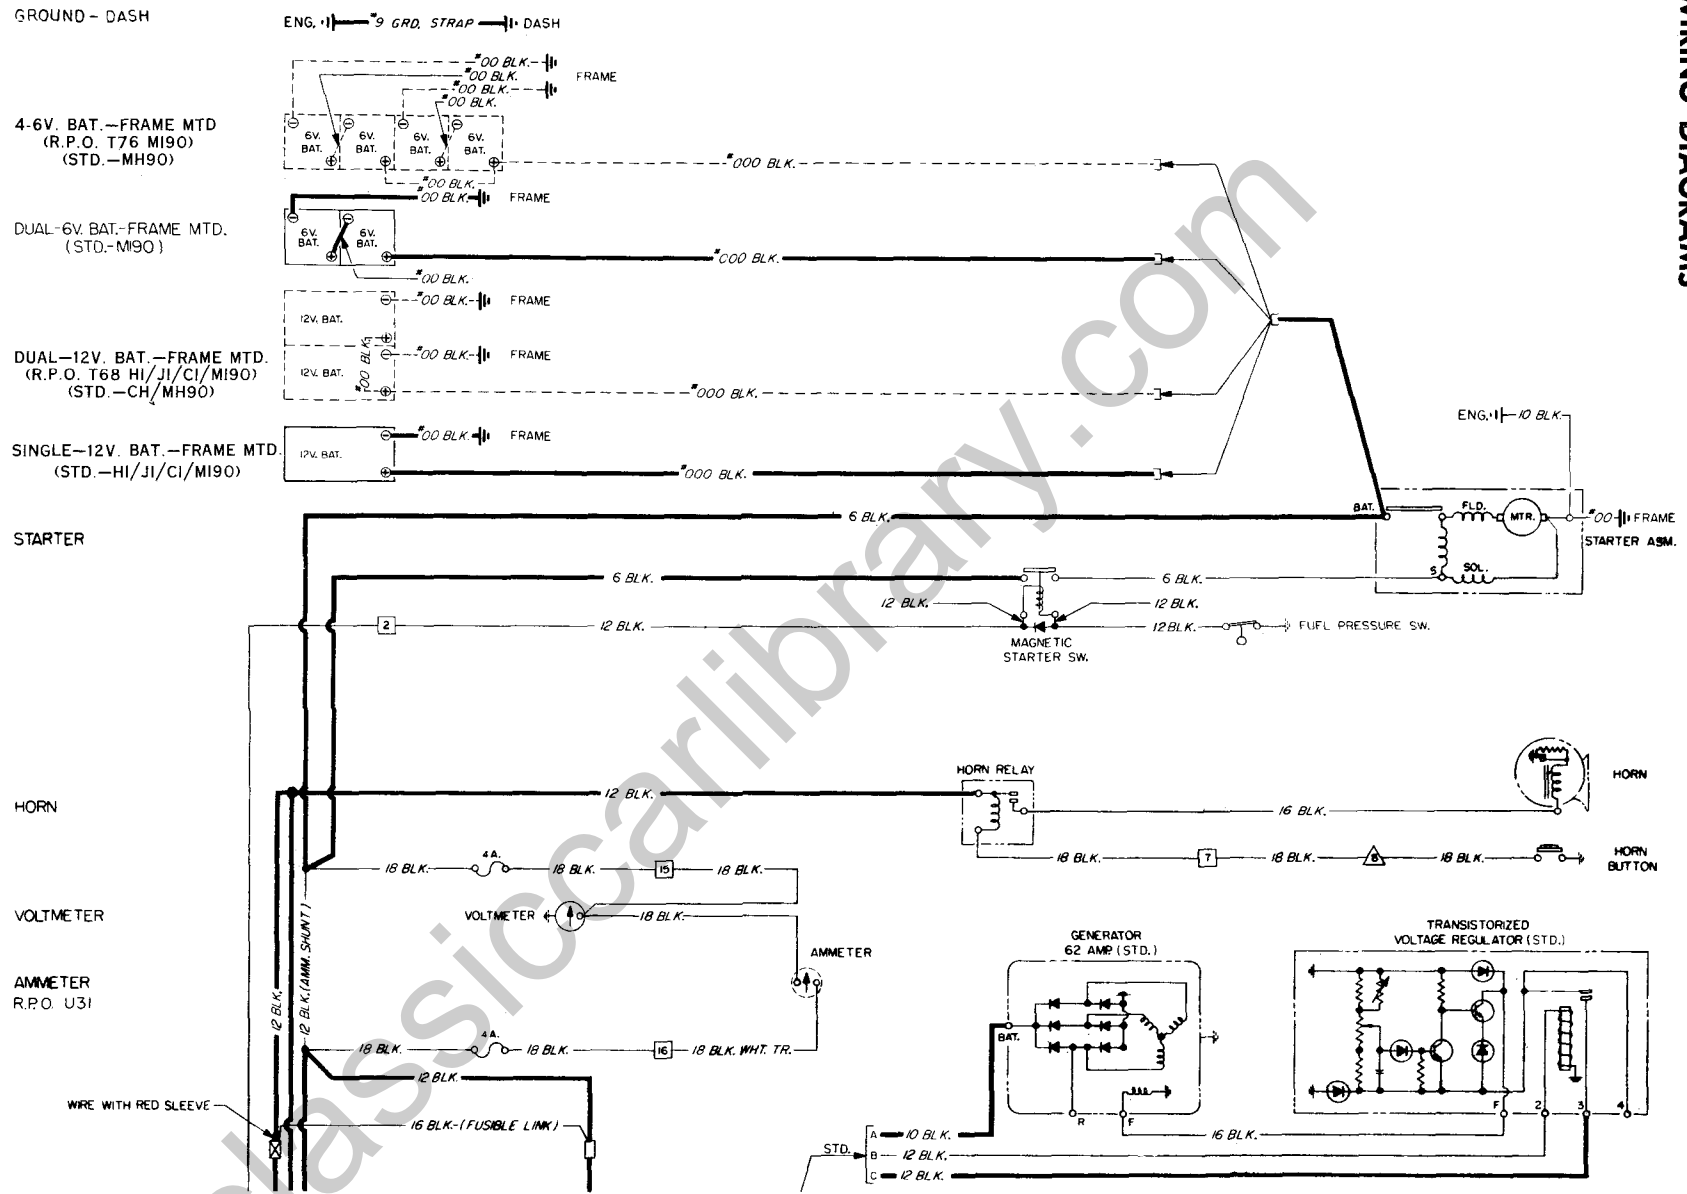 WIRING DIAGRAMS
GROUND - DASH
ENG.
#9 GRD. STRAP
DASH
#00 BLK.
#00 BLK.
#00 BLK.
#00 BLK.
FRAME
4-6V. BAT.-FRAME MTD
(R.P.O. T76 MI90)
(STD.-MH90)
6V. BAT.
6V. BAT.
6V. BAT.
6V. BAT.
#000 BLK.
#00 BLK.
#00 BLK.
FRAME
DUAL-6V. BAT.-FRAME MTD.
(STD.-MI90)
6V. BAT.
6V. BAT.
#000 BLK.
#00 BLK.
#00 BLK.
FRAME
12V. BAT.
DUAL-12V. BAT.-FRAME MTD.
(R.P.O. T68 HI/JI/CI/MI90)
(STD.-CH/MH90)
#00 BLK.
#00 BLK.
FRAME
12V. BAT.
#000 BLK.
SINGLE-12V. BAT.-FRAME MTD.
(STD.-HI/JI/CI/MI90)
#00 BLK.
FRAME
12V. BAT.
#000 BLK.
ENG.
10 BLK.
STARTER
6 BLK.
BAT.
FLD.
MTR.
#00
FRAME
STARTER ASM.
S
SOL.
6 BLK.
6 BLK.
12 BLK.
12 BLK.
2
12 BLK.
12 BLK.
FUEL PRESSURE SW.
MAGNETIC
STARTER SW.
HORN RELAY
HORN
HORN
12 BLK.
16 BLK.
18 BLK.
7
18 BLK.
8
18 BLK.
HORN
BUTTON
18 BLK.
4A.
18 BLK.
15
18 BLK.
VOLTMETER
VOLTMETER
18 BLK.
AMMETER
AMMETER
R.P.O. U31
12 BLK.
12 BLK. (AMM. SHUNT)
18 BLK.
4A.
18 BLK.
16
18 BLK. WHT. TR.
12 BLK.
WIRE WITH RED SLEEVE
16 BLK-(FUSIBLE LINK)
GENERATOR
62 AMP. (STD.)
BAT.
R
F
TRANSISTORIZED
VOLTAGE REGULATOR (STD.)
F
2
3
4
STD.
A
10 BLK.
16 BLK.
B
12 BLK.
C
12 BLK.
classiccarlibrary.com